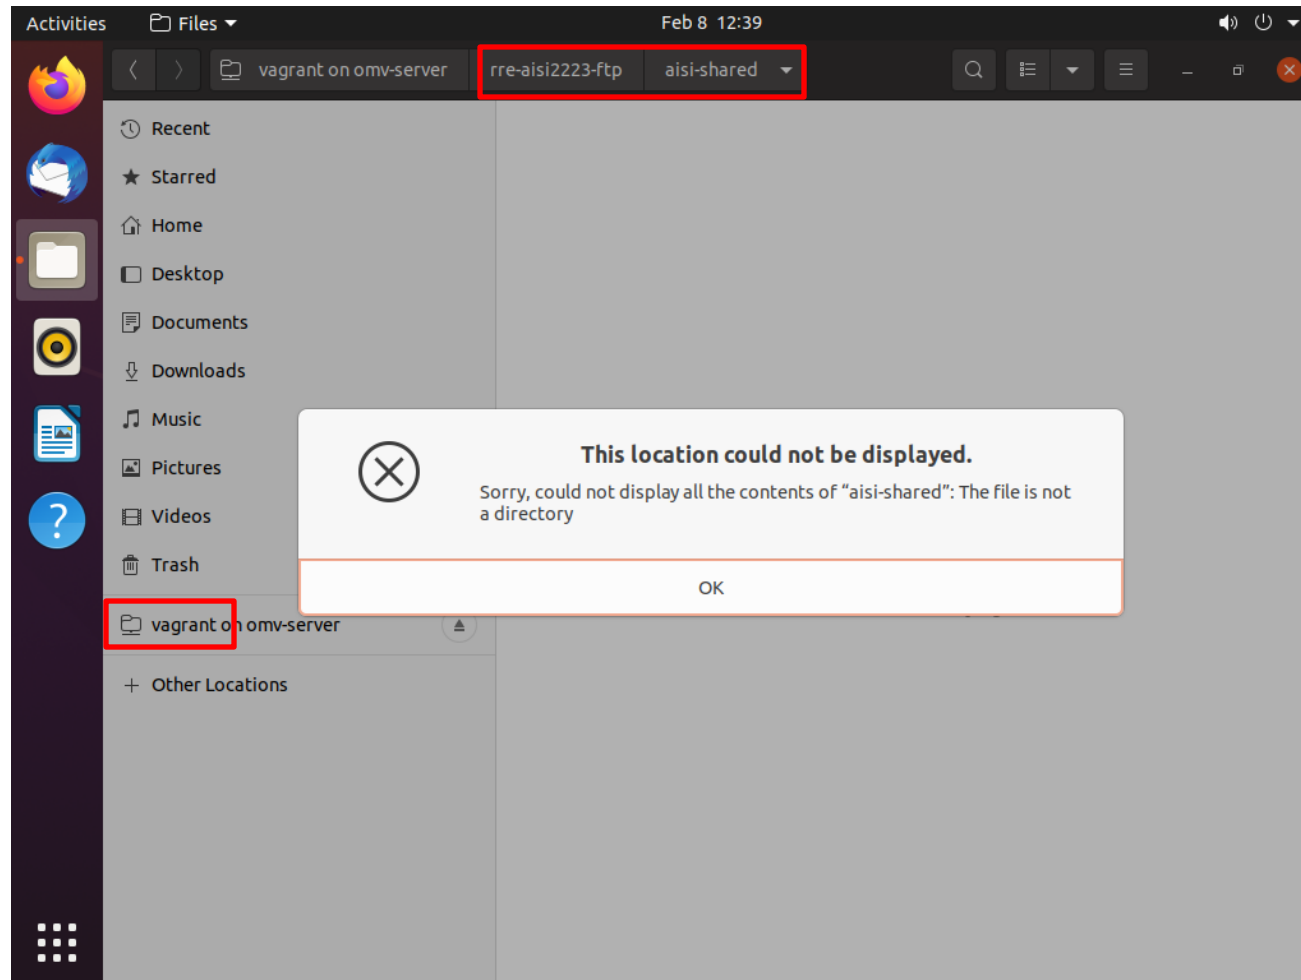 Activities Files Feb 8 12:39
vagrant on omv-server rre-aisi2223-ftp aisi-shared
Recent
Starred
Home
Desktop
Documents
Downloads
Music
Pictures
Videos
Trash
vagrant on omv-server
+ Other Locations
This location could not be displayed.
Sorry, could not display all the contents of “aisi-shared”: The file is not
a directory
OK